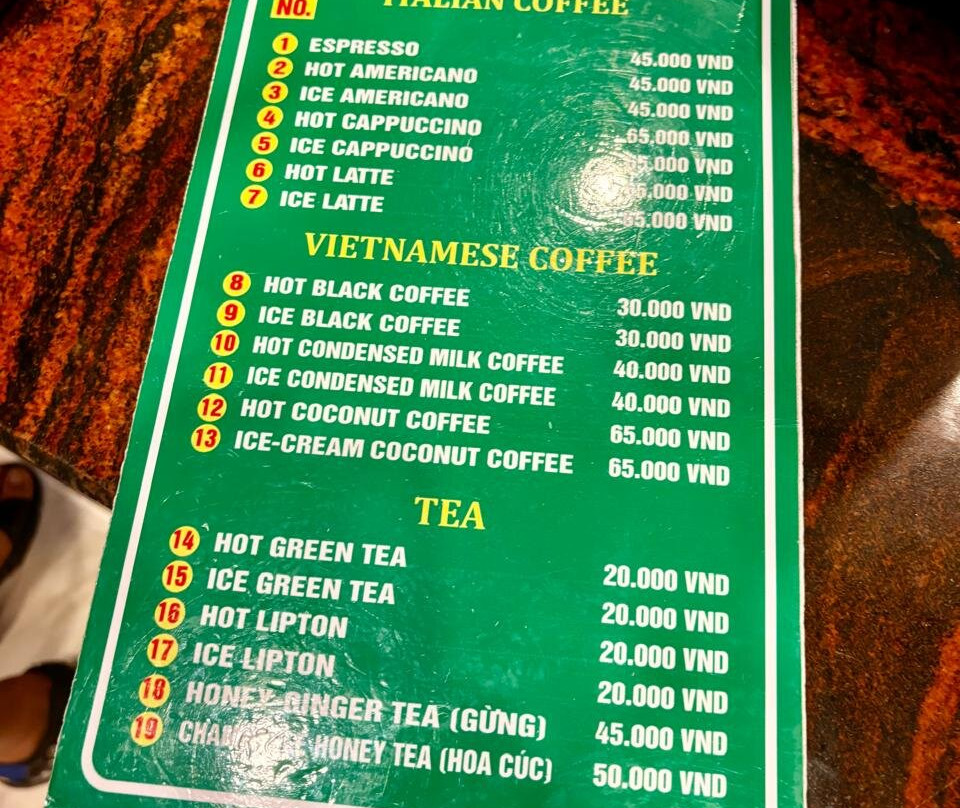 NO. ITALIAN COFFEE
1 ESPRESSO 45.000 VND
2 HOT AMERICANO 45.000 VND
3 ICE AMERICANO 45.000 VND
4 HOT CAPPUCCINO 65.000 VND
5 ICE CAPPUCCINO VND
6 HOT LATTE VND
7 ICE LATTE VND
VIETNAMESE COFFEE
8 HOT BLACK COFFEE 30.000 VND
9 ICE BLACK COFFEE 30.000 VND
10 HOT CONDENSED MILK COFFEE 40.000 VND
11 ICE CONDENSED MILK COFFEE 40.000 VND
12 HOT COCONUT COFFEE 65.000 VND
13 ICE-CREAM COCONUT COFFEE 65.000 VND
TEA
14 HOT GREEN TEA 20.000 VND
15 ICE GREEN TEA 20.000 VND
16 HOT LIPTON 20.000 VND
17 ICE LIPTON 20.000 VND
18 HONEY GINGER TEA (GỪNG) 45.000 VND
19 HONEY TEA (HOA CÚC) 50.000 VND